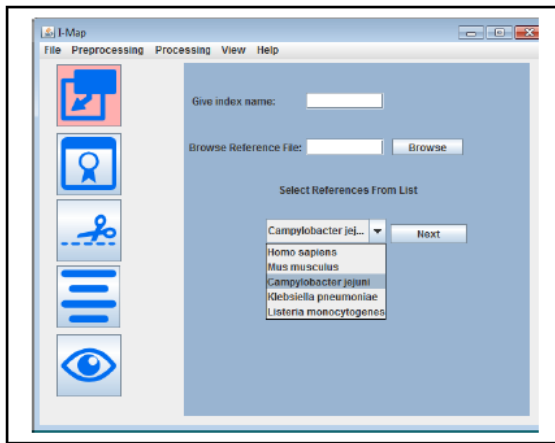 I-Map
File Preprocessing Processing View Help
Give index name:
Browse Reference File: Browse
Select References From List
Campylobacter jej... Next
Homo sapiens
Mus musculus
Campylobacter jejuni
Klebsiella pneumoniae
Listeria monocytogenes